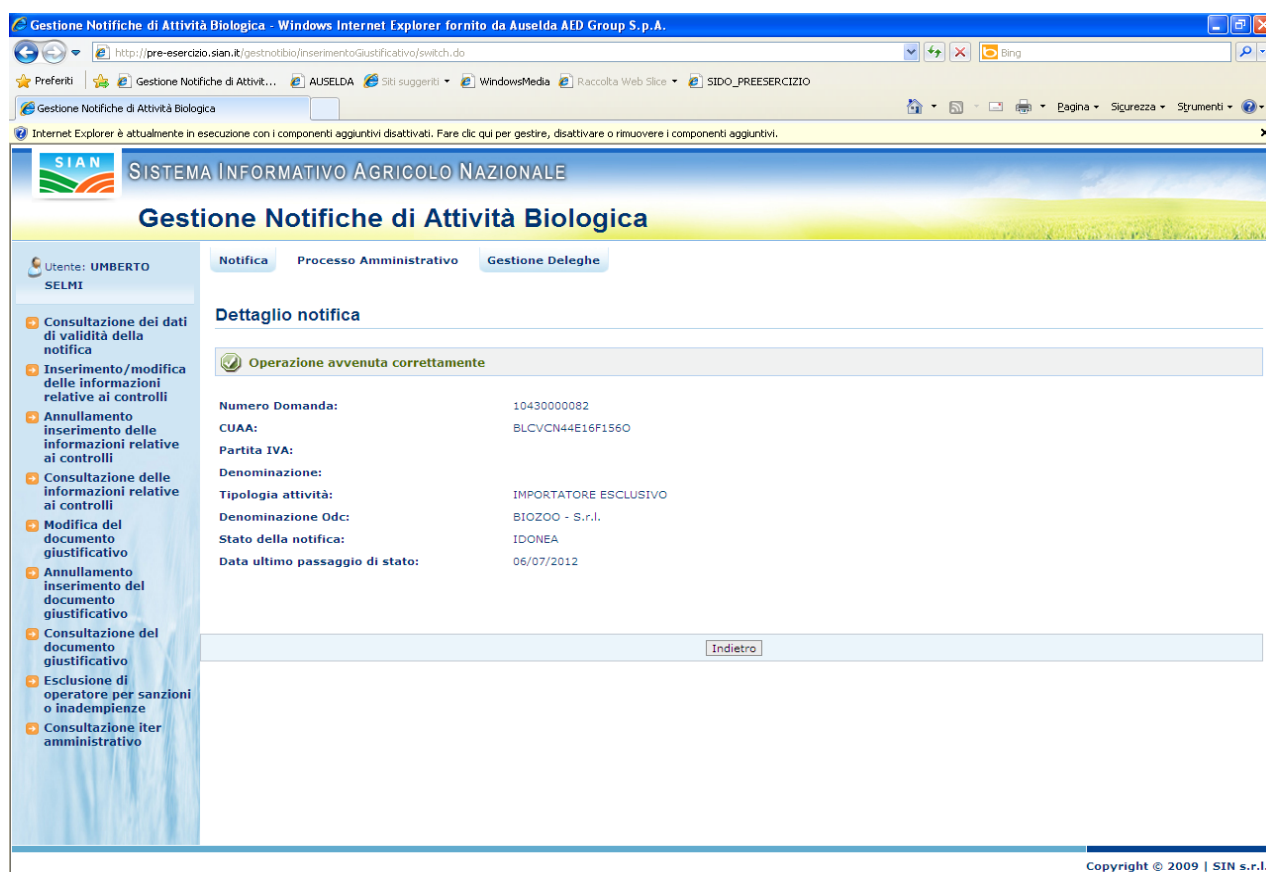 Gestione Notifiche di Attività Biologica - Windows Internet Explorer fornito da Auselda AED Group S.p.A.
http://pre-esercizio.sian.it/gestnotibio/inserimentoGiustificativo/switch.do
Bing
Preferiti
Gestione Notifiche di Attivit...
AUSELDA
Siti suggeriti
WindowsMedia
Raccolta Web Slice
SIDO_PREESERCIZIO
Gestione Notifiche di Attività Biologica
Pagina
Sicurezza
Strumenti
Internet Explorer è attualmente in esecuzione con i componenti aggiuntivi disattivati. Fare clic qui per gestire, disattivare o rimuovere i componenti aggiuntivi.
SIAN
SISTEMA INFORMATIVO AGRICOLO NAZIONALE
Gestione Notifiche di Attività Biologica
Utente: UMBERTO
SELMI
Notifica
Processo Amministrativo
Gestione Deleghe
Consultazione dei dati
di validità della
notifica
Inserimento/modifica
delle informazioni
relative ai controlli
Annullamento
inserimento delle
informazioni relative
ai controlli
Consultazione delle
informazioni relative
ai controlli
Modifica del
documento
giustificativo
Annullamento
inserimento del
documento
giustificativo
Consultazione del
documento
giustificativo
Esclusione di
operatore per sanzioni
o inadempienze
Consultazione iter
amministrativo
Dettaglio notifica
Operazione avvenuta correttamente
Numero Domanda: 10430000082
CUAA: BLCVCN44E16F156O
Partita IVA:
Denominazione:
Tipologia attività: IMPORTATORE ESCLUSIVO
Denominazione Odc: BIOZOO - S.r.l.
Stato della notifica: IDONEA
Data ultimo passaggio di stato: 06/07/2012
Indietro
Copyright © 2009 | SIN s.r.l.